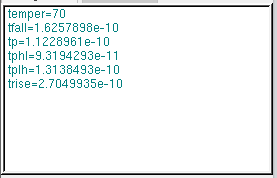 temper=70
tfall=1.6257898e-10
tp=1.1228961e-10
tphl=9.3194293e-11
tplh=1.3138493e-10
trise=2.7049935e-10